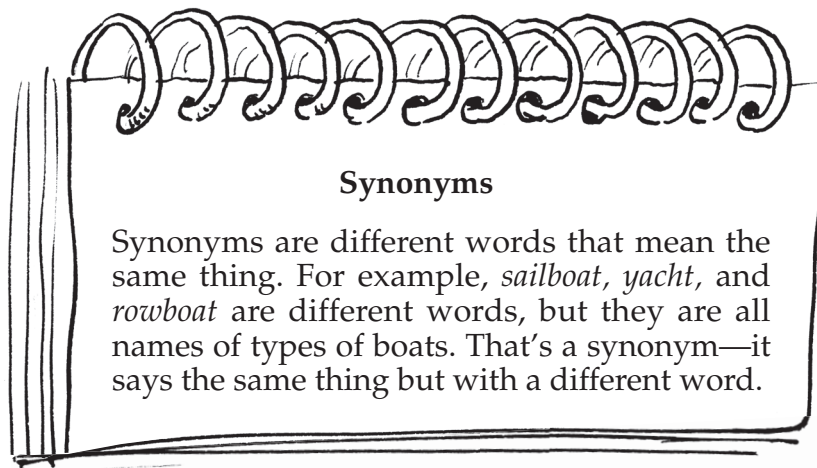 Synonyms
Synonyms are different words that mean the
same thing. For example, sailboat, yacht, and
rowboat are different words, but they are all
names of types of boats. That’s a synonym—it
says the same thing but with a different word.